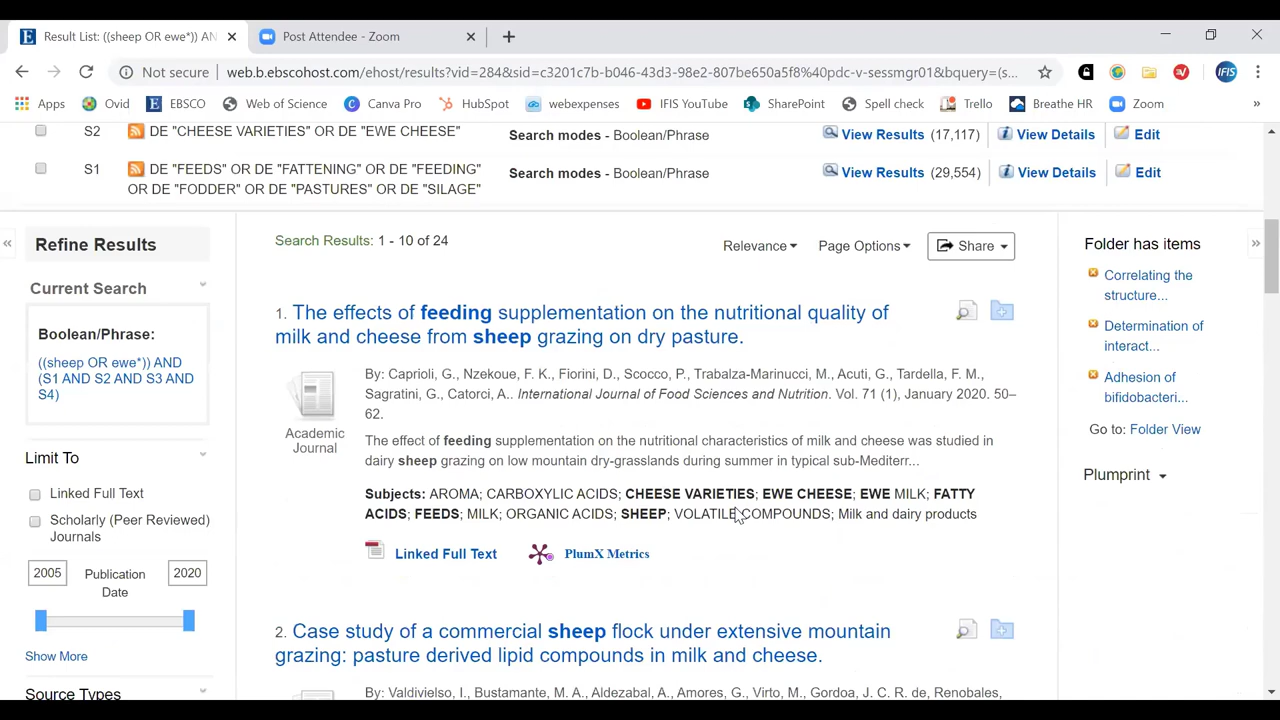 Result List: ((sheep OR ewe*)) AN
Post Attendee - Zoom
Not secure
web.b.ebscohost.com/ehost/results?vid=284&sid=c3201c7b-b046-43d3-98e2-807be650a5f8%40pdc-v-sessmgr01&bquery=(s...
IFIS
Apps
Ovid
EBSCO
Web of Science
Canva Pro
HubSpot
webexpenses
IFIS YouTube
SharePoint
Spell check
Trello
Breathe HR
Zoom
»
S2
DE "CHEESE VARIETIES" OR DE "EWE CHEESE"
Search modes - Boolean/Phrase
View Results (17,117)
View Details
Edit
S1
DE "FEEDS" OR DE "FATTENING" OR DE "FEEDING"
OR DE "FODDER" OR DE "PASTURES" OR DE "SILAGE"
Search modes - Boolean/Phrase
View Results (29,554)
View Details
Edit
«
Refine Results
Current Search
Boolean/Phrase:
((sheep OR ewe*)) AND
(S1 AND S2 AND S3 AND
S4)
Limit To
Linked Full Text
Scholarly (Peer Reviewed)
Journals
2005
Publication
Date
2020
Show More
Source Types
Search Results: 1 - 10 of 24
Relevance
Page Options
Share
1. The effects of feeding supplementation on the nutritional quality of
milk and cheese from sheep grazing on dry pasture.
Academic
Journal
By: Caprioli, G., Nzekoue, F. K., Fiorini, D., Scocco, P., Trabalza-Marinucci, M., Acuti, G., Tardella, F. M.,
Sagratini, G., Catorci, A.. International Journal of Food Sciences and Nutrition. Vol. 71 (1), January 2020. 50–
62.
The effect of feeding supplementation on the nutritional characteristics of milk and cheese was studied in
dairy sheep grazing on low mountain dry-grasslands during summer in typical sub-Mediterr...
Subjects: AROMA; CARBOXYLIC ACIDS; CHEESE VARIETIES; EWE CHEESE; EWE MILK; FATTY
ACIDS; FEEDS; MILK; ORGANIC ACIDS; SHEEP; VOLATILE COMPOUNDS; Milk and dairy products
Linked Full Text
PlumX Metrics
2. Case study of a commercial sheep flock under extensive mountain
grazing: pasture derived lipid compounds in milk and cheese.
By: Valdivielso, I., Bustamante, M. A., Aldezabal, A., Amores, G., Virto, M., Gordoa, J. C. R. de, Renobales,
Folder has items
»
Correlating the
structure...
Determination of
interact...
Adhesion of
bifidobacteri...
Go to: Folder View
Plumprint